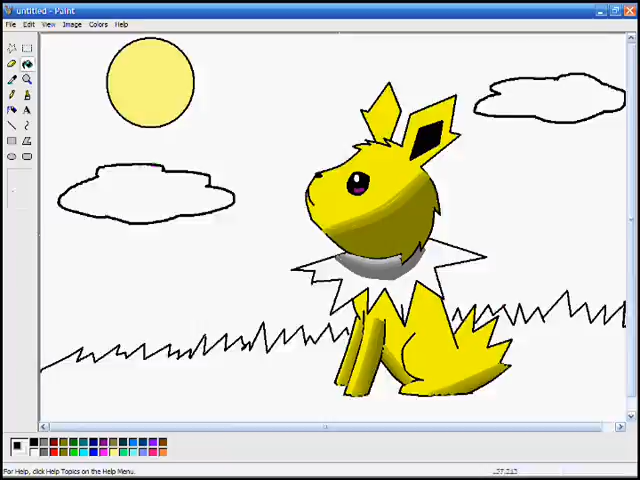 untitled - Paint
File Edit View Image Colors Help
A
For Help, click Help Topics on the Help Menu.